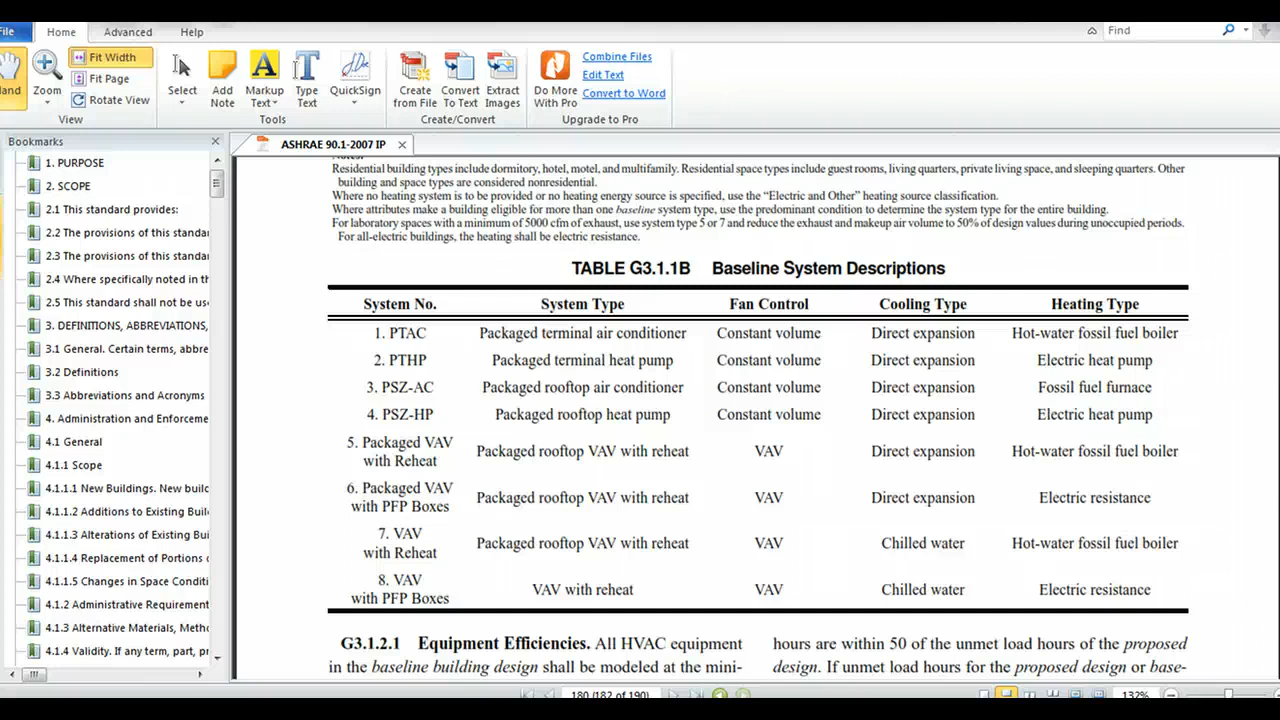 File
Home
Advanced
Help
Find
Hand
Zoom
Fit Width
Fit Page
Rotate View
View
Select
Add Note
Markup Text
Type Text
QuickSign
Tools
Create from File
Convert To Text
Extract Images
Create/Convert
Do More With Pro
Combine Files
Edit Text
Convert to Word
Upgrade to Pro
Bookmarks
1. PURPOSE
2. SCOPE
2.1 This standard provides:
2.2 The provisions of this standar
2.3 The provisions of this standar
2.4 Where specifically noted in th
2.5 This standard shall not be use
3. DEFINITIONS, ABBREVIATIONS,
3.1 General. Certain terms, abbre
3.2 Definitions
3.3 Abbreviations and Acronyms
4. Administration and Enforceme
4.1 General
4.1.1 Scope
4.1.1.1 New Buildings. New build
4.1.1.2 Additions to Existing Buil
4.1.1.3 Alterations of Existing Bui
4.1.1.4 Replacement of Portions o
4.1.1.5 Changes in Space Conditi
4.1.2 Administrative Requirement
4.1.3 Alternative Materials, Metho
4.1.4 Validity. If any term, part, pr
ASHRAE 90.1-2007 IP
Notes:
Residential building types include dormitory, hotel, motel, and multifamily. Residential space types include guest rooms, living quarters, private living space, and sleeping quarters. Other
building and space types are considered nonresidential.
Where no heating system is to be provided or no heating energy source is specified, use the “Electric and Other” heating source classification.
Where attributes make a building eligible for more than one baseline system type, use the predominant condition to determine the system type for the entire building.
For laboratory spaces with a minimum of 5000 cfm of exhaust, use system type 5 or 7 and reduce the exhaust and makeup air volume to 50% of design values during unoccupied periods.
For all-electric buildings, the heating shall be electric resistance.
TABLE G3.1.1B Baseline System Descriptions
System No. System Type Fan Control Cooling Type Heating Type
1. PTAC Packaged terminal air conditioner Constant volume Direct expansion Hot-water fossil fuel boiler
2. PTHP Packaged terminal heat pump Constant volume Direct expansion Electric heat pump
3. PSZ-AC Packaged rooftop air conditioner Constant volume Direct expansion Fossil fuel furnace
4. PSZ-HP Packaged rooftop heat pump Constant volume Direct expansion Electric heat pump
5. Packaged VAV
with Reheat Packaged rooftop VAV with reheat VAV Direct expansion Hot-water fossil fuel boiler
6. Packaged VAV
with PFP Boxes Packaged rooftop VAV with reheat VAV Direct expansion Electric resistance
7. VAV
with Reheat Packaged rooftop VAV with reheat VAV Chilled water Hot-water fossil fuel boiler
8. VAV
with PFP Boxes VAV with reheat VAV Chilled water Electric resistance
G3.1.2.1 Equipment Efficiencies. All HVAC equipment
in the baseline building design shall be modeled at the mini-
hours are within 50 of the unmet load hours of the proposed
design. If unmet load hours for the proposed design or base-
180 (182 of 190)
132%